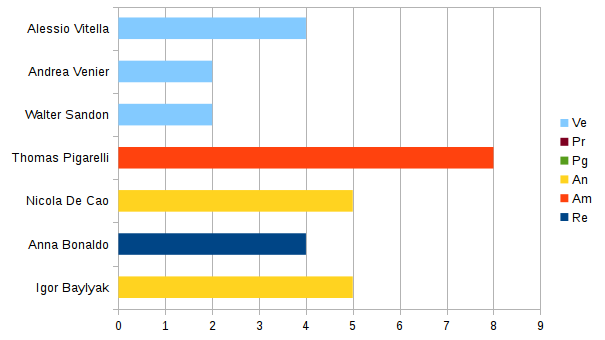 Alessio Vitella
Andrea Venier
Walter Sandon
Thomas Pigarelli
Nicola De Cao
Anna Bonaldo
Igor Baylyak
0 1 2 3 4 5 6 7 8 9
Ve
Pr
Pg
An
Am
Re